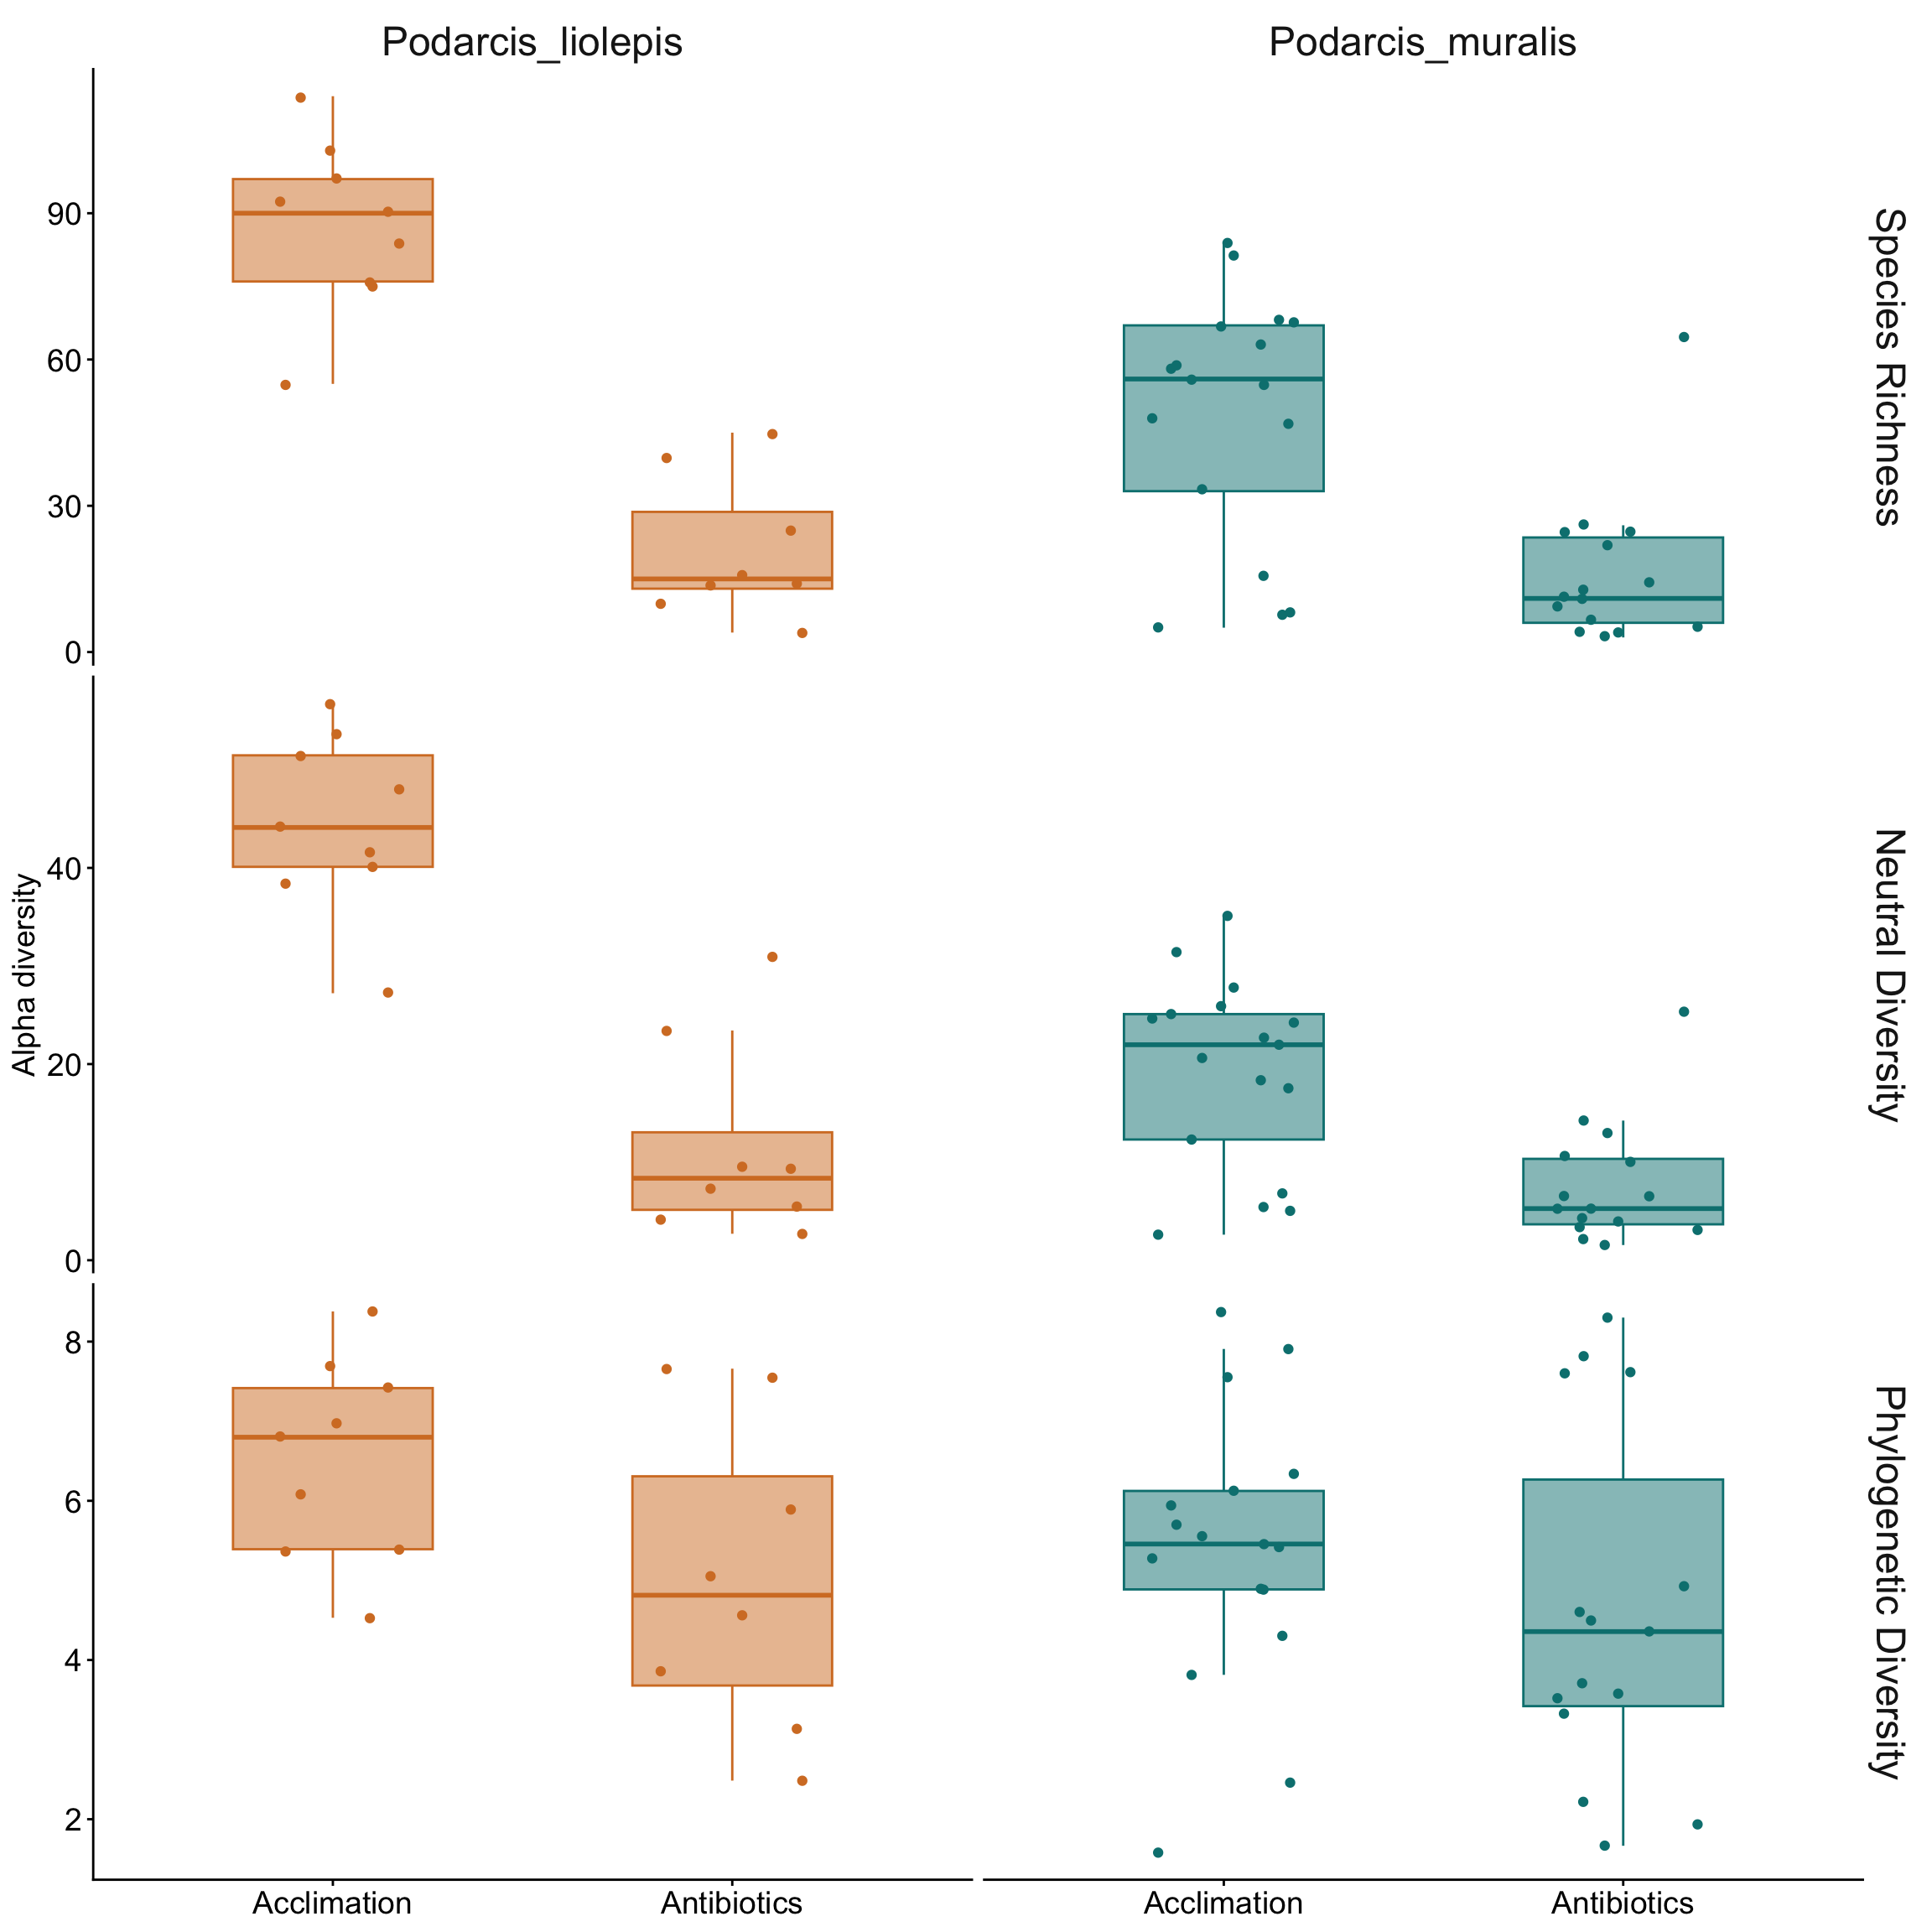 Podarcis_liolepis
Podarcis_muralis
90
60
30
0
Species Richness
Alpha diversity
40
20
0
Neutral Diversity
8
6
4
2
Phylogenetic Diversity
Acclimation
Antibiotics
Acclimation
Antibiotics